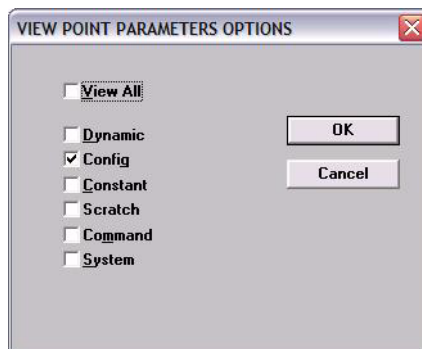 VIEW POINT PARAMETERS OPTIONS
View All
Dynamic
Config
Constant
Scratch
Command
System
OK
Cancel